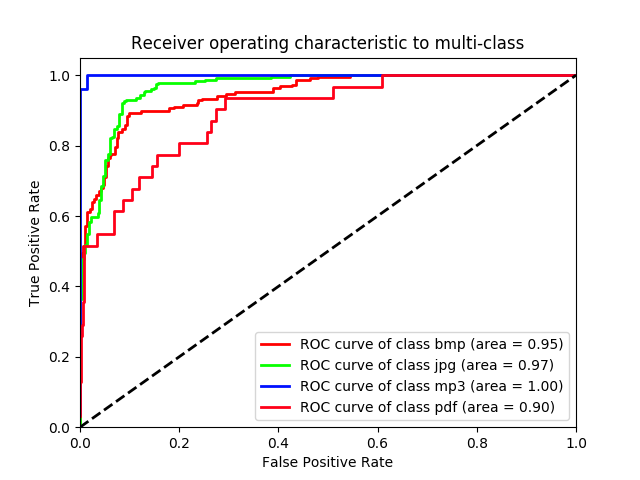 Receiver operating characteristic to multi-class
1.0
0.8
0.6
0.4
0.2
0.0
True Positive Rate
ROC curve of class bmp (area = 0.95)
ROC curve of class jpg (area = 0.97)
ROC curve of class mp3 (area = 1.00)
ROC curve of class pdf (area = 0.90)
0.0 0.2 0.4 0.6 0.8 1.0
False Positive Rate